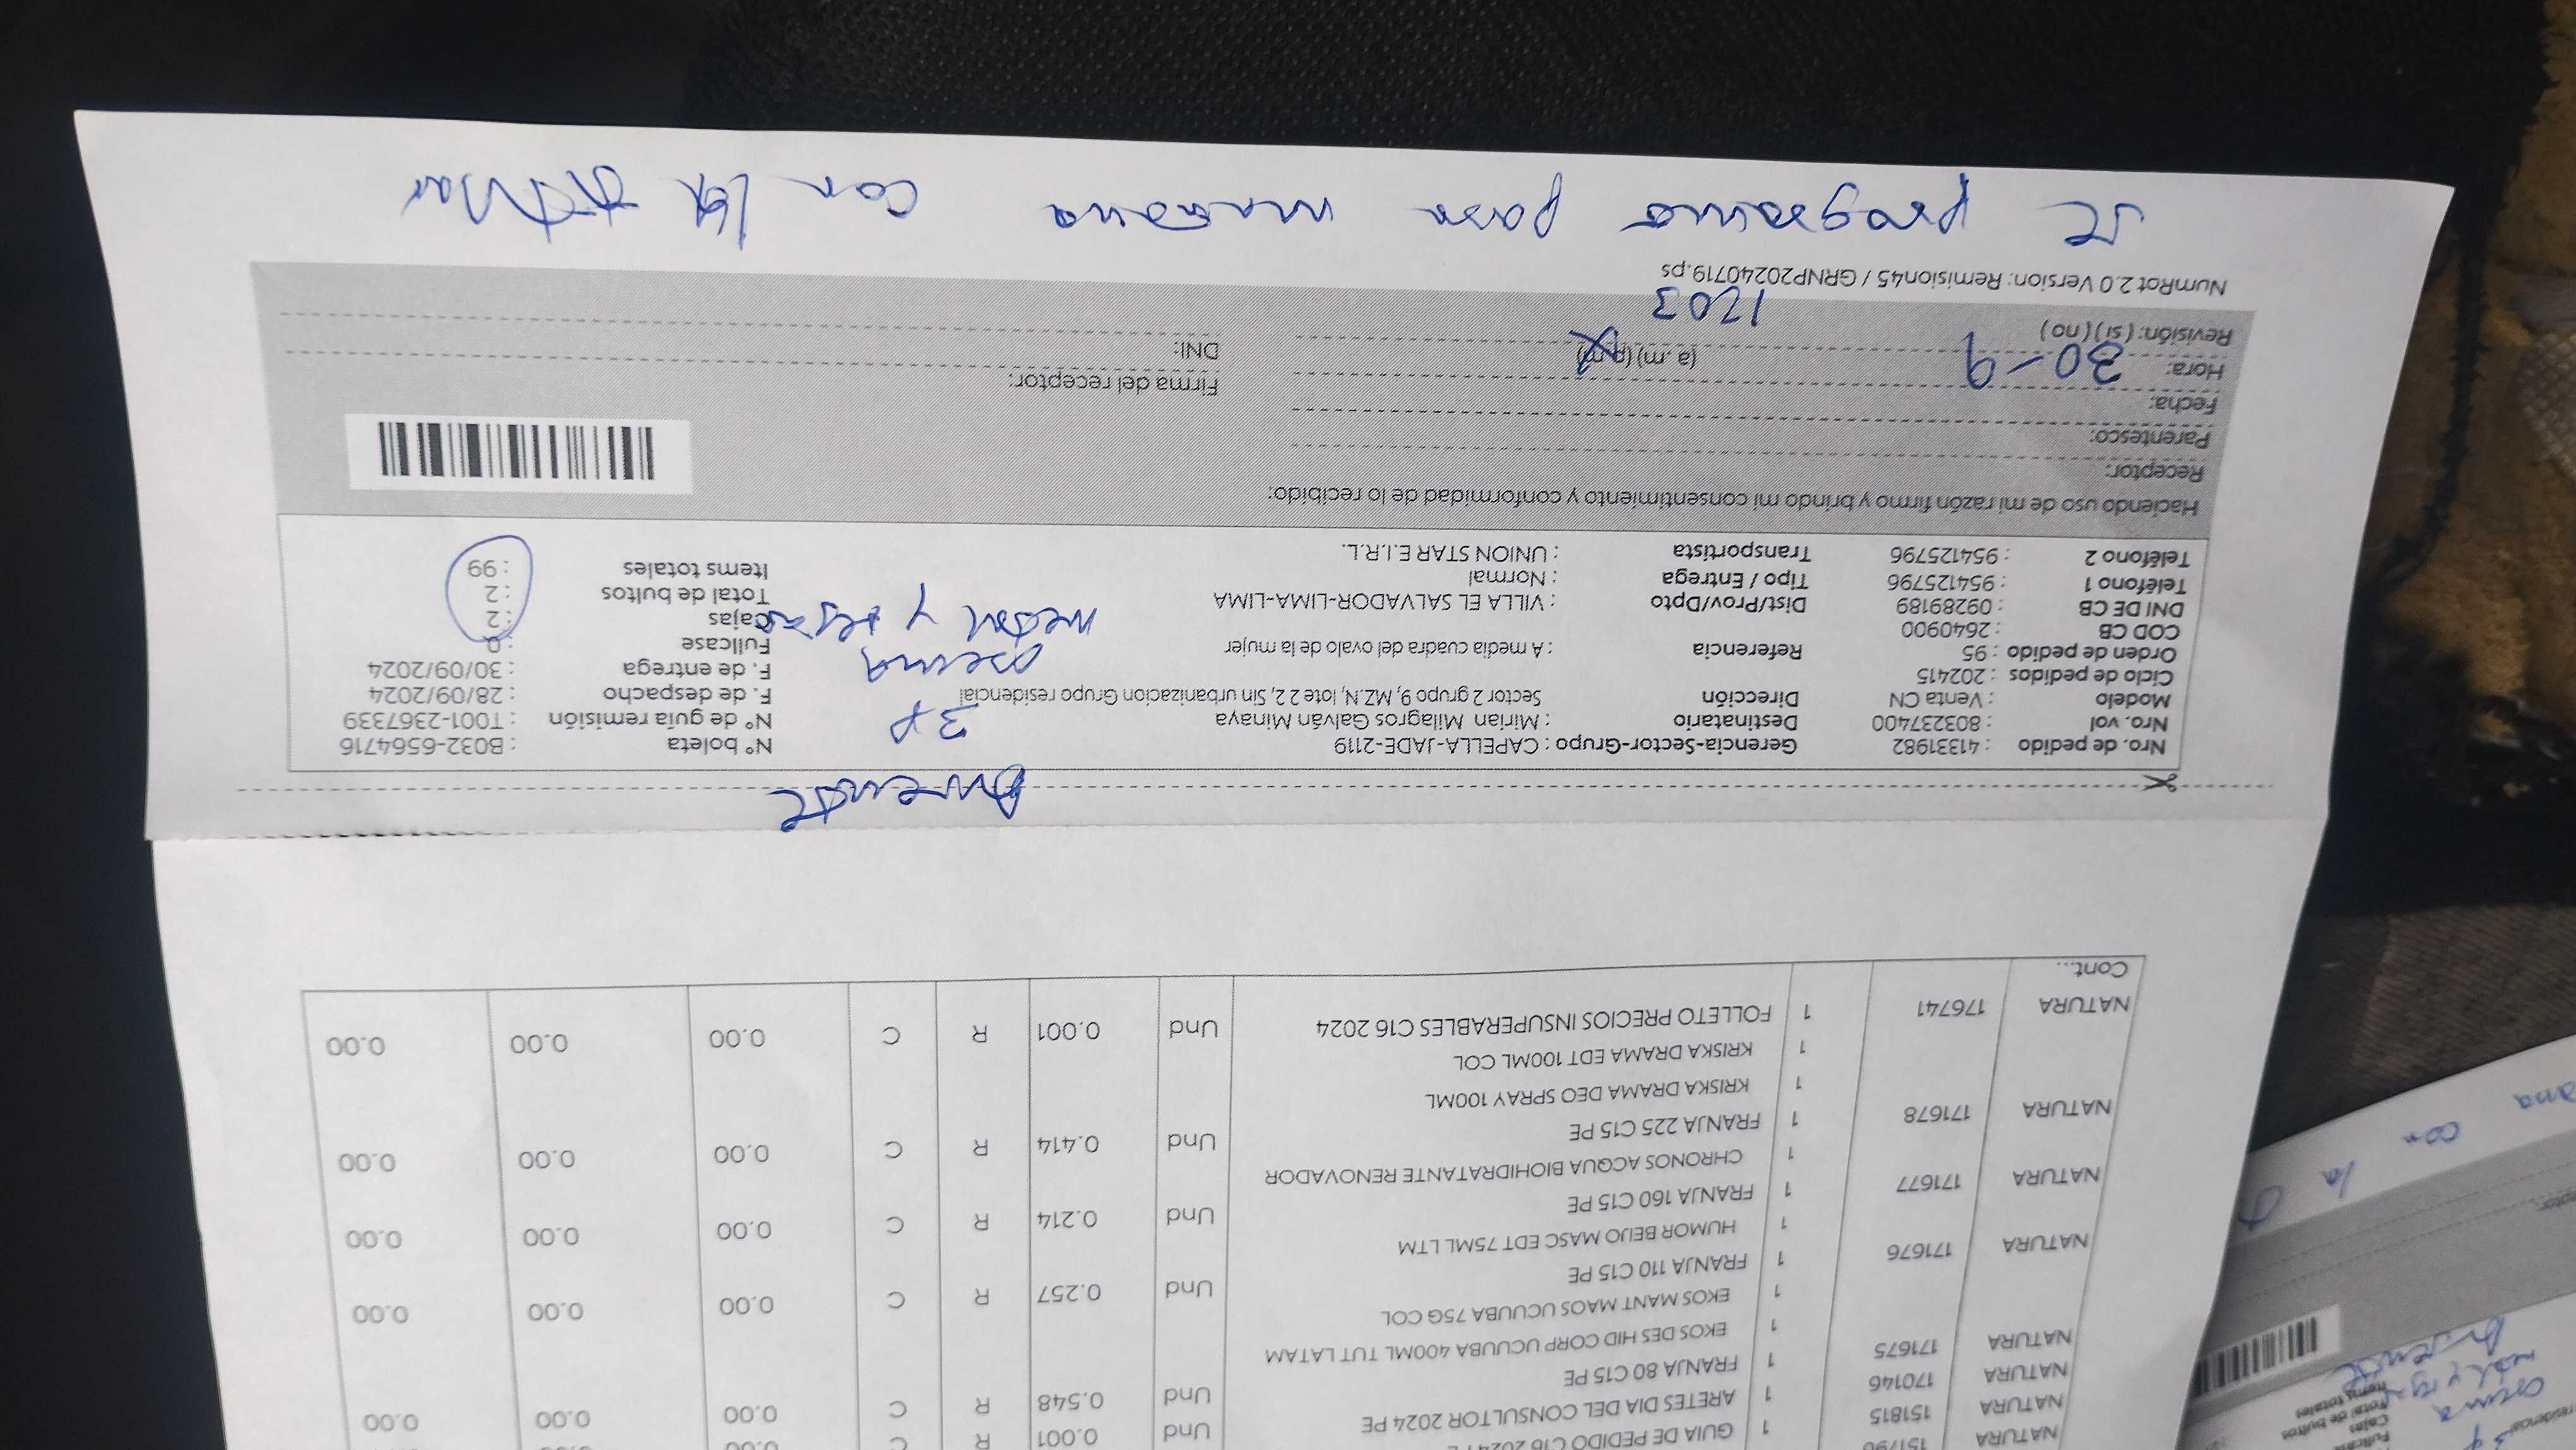 151796 1 GUIA DE PEDIDO C16 2024 Und 0.001 R C 0.00
NATURA 151815 1 ARETES DIA DEL CONSULTOR 2024 PE Und 0.548 R C 0.00 0.00 0.00
NATURA 170146 1 FRANJA 80 C15 PE
NATURA 171675 1 EKOS DES HID CORP UCUUBA 400ML TUT LATAM
1 EKOS MANT MAOS UCUUBA 75G COL Und 0.257 R C 0.00 0.00 0.00
NATURA 171676 1 FRANJA 110 C15 PE
1 HUMOR BEIJO MASC EDT 75ML LTM Und 0.214 R C 0.00 0.00 0.00
NATURA 171677 1 FRANJA 160 C15 PE
1 CHRONOS ACQUA BIOHIDRATANTE RENOVADOR Und 0.414 R C 0.00 0.00 0.00
NATURA 171678 1 FRANJA 225 C15 PE
1 KRISKA DRAMA DEO SPRAY 100ML
1 KRISKA DRAMA EDT 100ML COL
NATURA 176741 1 FOLLETO PRECIOS INSUPERABLES C16 2024 Und 0.001 R C 0.00 0.00 0.00
Cont...
Nro. de pedido : 41331982 Gerencia-Sector-Grupo : CAPELLA-JADE-2119 N° boleta : B032-6564716
Nro. vol : 803237400 Destinatario : Mirian Milagros Galván Minaya 3P N° de guía remisión : T001-2367339
Modelo : Venta CN Dirección Sector 2 grupo 9, MZ.N, lote 22, Sin urbanizacion Grupo residencial F. de despacho : 28/09/2024
Ciclo de pedidos : 202415 F. de entrega : 30/09/2024
Orden de pedido : 95 Referencia : A media cuadra del ovalo de la mujer Fullcase : 0
COD CB : 2640900 Cajas : 2
DNI DE CB : 09289189 Dist/Prov/Dpto : VILLA EL SALVADOR-LIMA-LIMA Total de bultos : 2
Teléfono 1 : 954125796 Tipo / Entrega : Normal Items totales : 99
Teléfono 2 : 954125796 Transportista : UNION STAR E.I.R.L.
Haciendo uso de mi razón firmo y brindo mi consentimiento y conformidad de lo recibido:
Receptor:
Parentesco:
Fecha:
Hora: 30-9 (a.m) (p.m) Firma del receptor:
Revisión: ( si ) ( no ) 1203 DNI:
NumRot 2.0 Version: Remision45 / GRNP20240719.ps
se programo para mañana con la